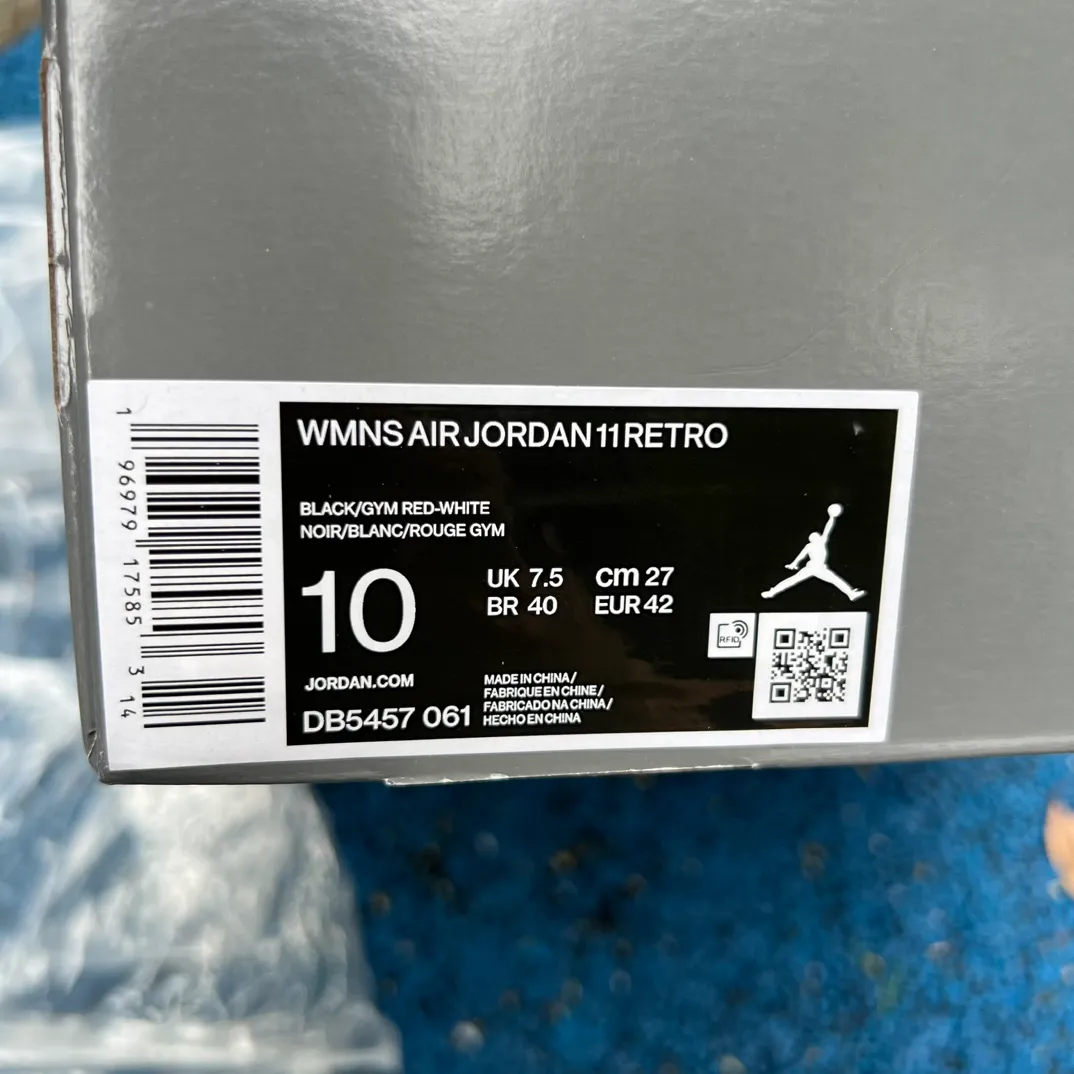 WMNS AIR JORDAN 11 RETRO
BLACK/GYM RED-WHITE
NOIR/BLANC/ROUGE GYM
10
UK 7.5 cm 27
BR 40 EUR 42
RFID
JORDAN.COM
DB5457 061
MADE IN CHINA/
FABRIQUE EN CHINE/
FABRICADO NA CHINA/
HECHO EN CHINA
1 96979 17585 3 14